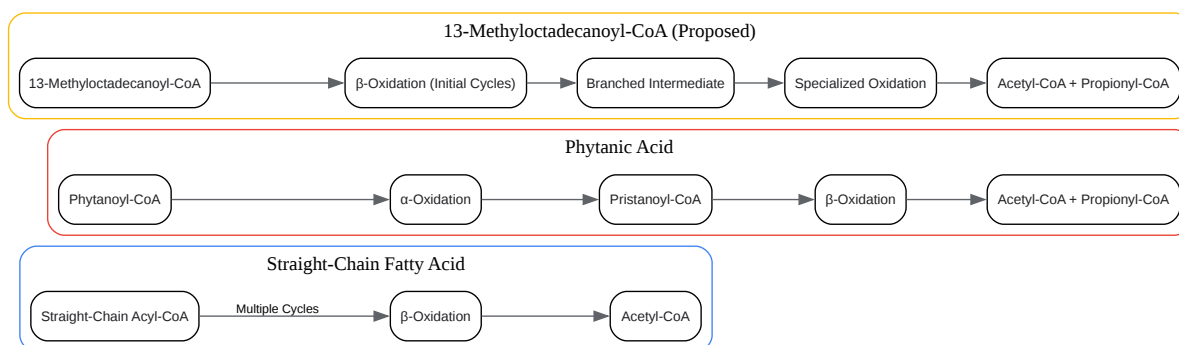 13-Methyloctadecanoyl-CoA (Proposed)
13-Methyloctadecanoyl-CoA
β-Oxidation (Initial Cycles)
Branched Intermediate
Specialized Oxidation
Acetyl-CoA + Propionyl-CoA
Phytanic Acid
Phytanoyl-CoA
α-Oxidation
Pristanoyl-CoA
β-Oxidation
Acetyl-CoA + Propionyl-CoA
Straight-Chain Fatty Acid
Straight-Chain Acyl-CoA
Multiple Cycles
β-Oxidation
Acetyl-CoA